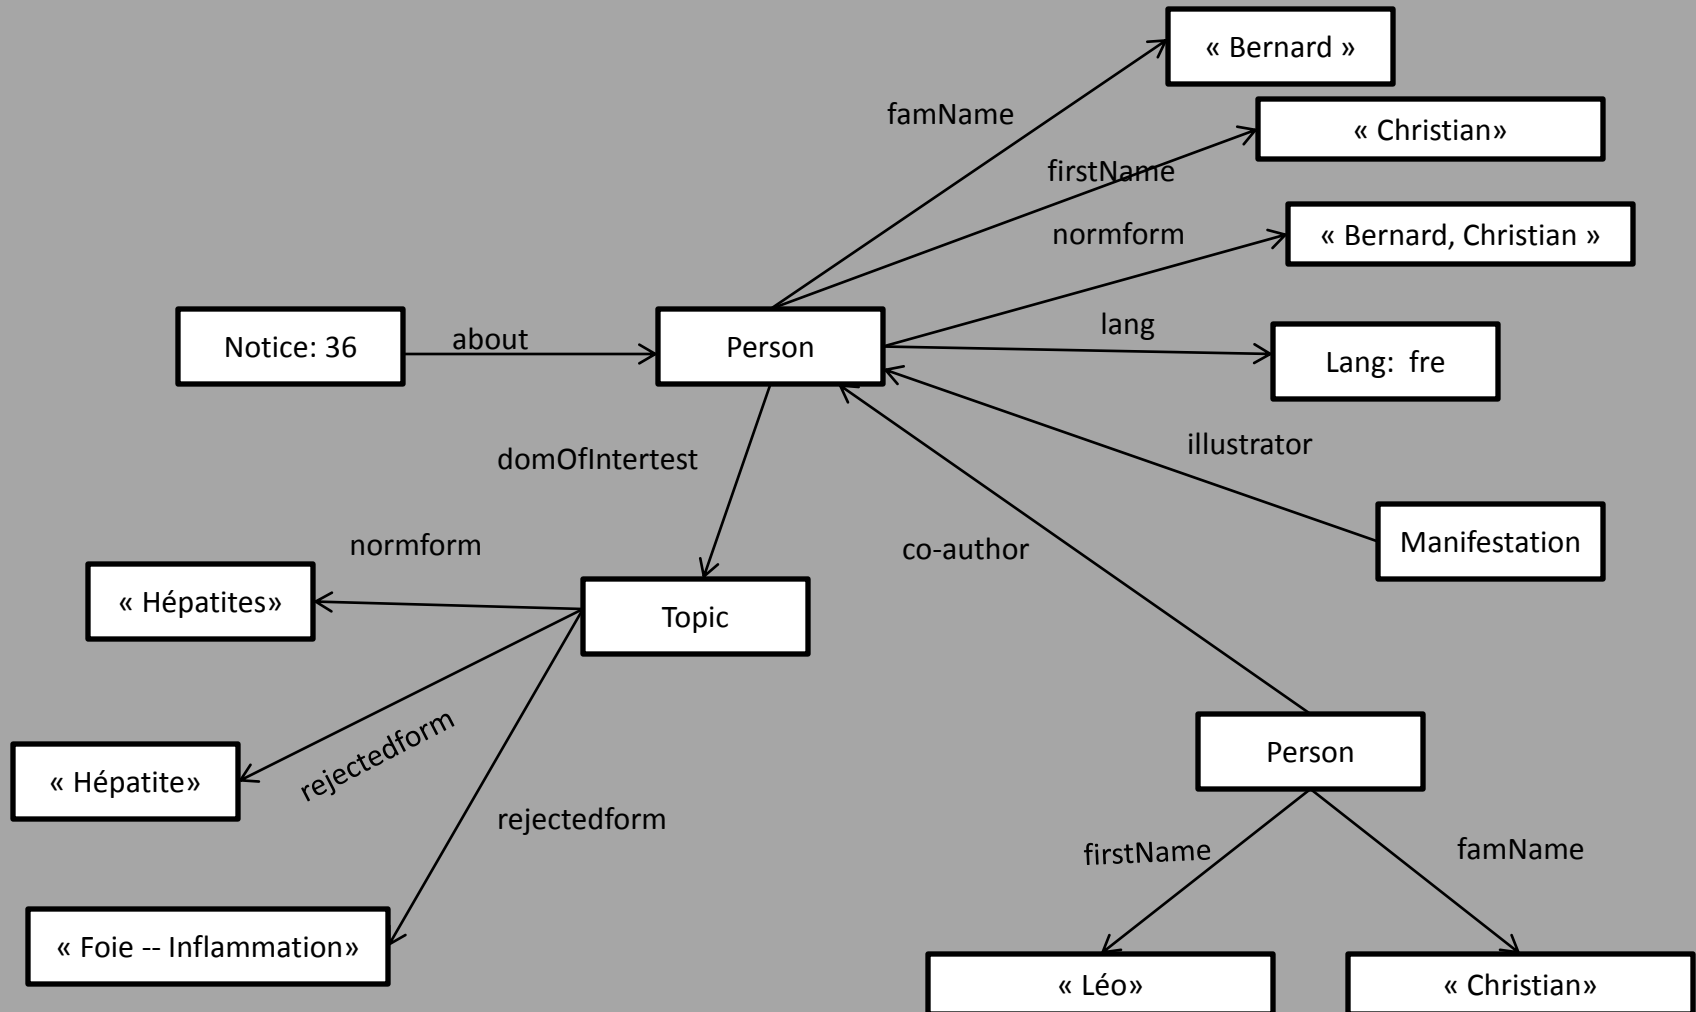 « Bernard »
famName
« Christian»
firstName
normform
« Bernard, Christian »
Notice: 36
about
Person
lang
Lang:  fre
domOfIntertest
illustrator
normform
co-author
Manifestation
« Hépatites»
Topic
rejectedform
Person
« Hépatite»
rejectedform
firstName
famName
« Foie -- Inflammation»
« Léo»
« Christian»